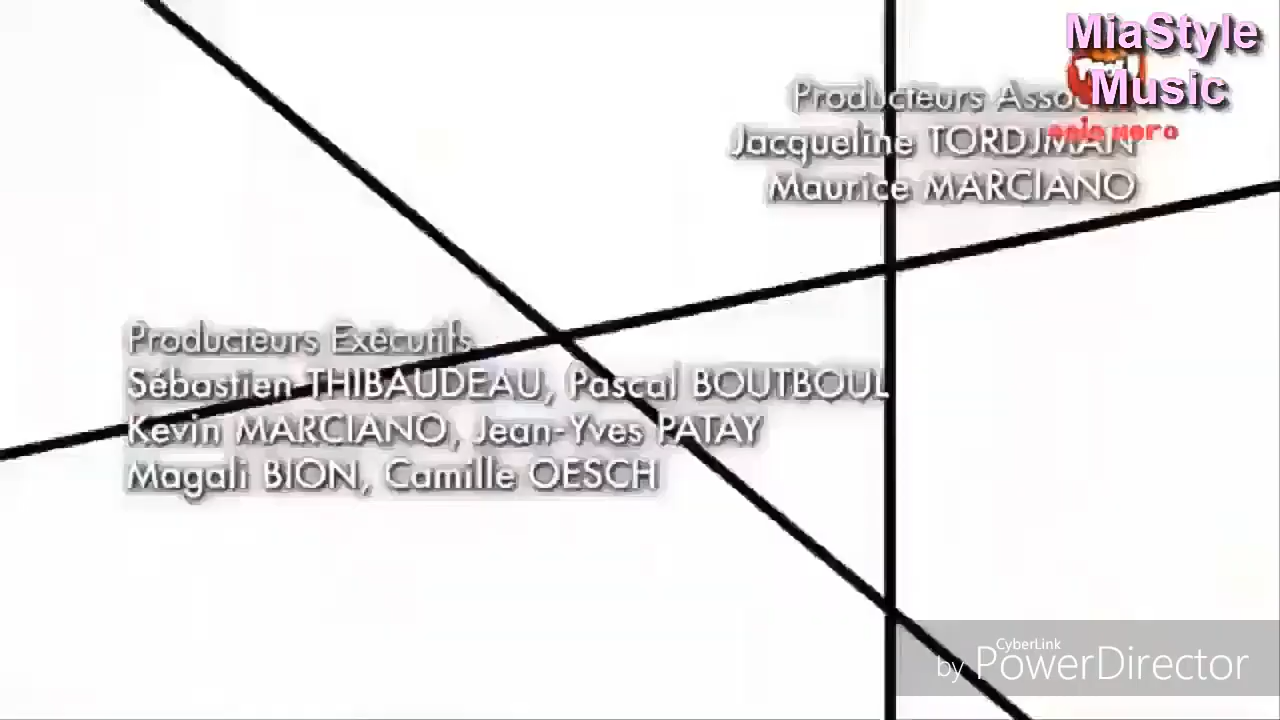 MiaStyle
Music
Producteurs
Jacqueline TORDJMAN
Maurice MARCIANO
Producteurs Exécutifs
Sébastien THIBAUDEAU, Pascal BOUTBOUL
Kevin MARCIANO, Jean-Yves PATAY
Magali BION, Camille OESCH
CyberLink
by PowerDirector